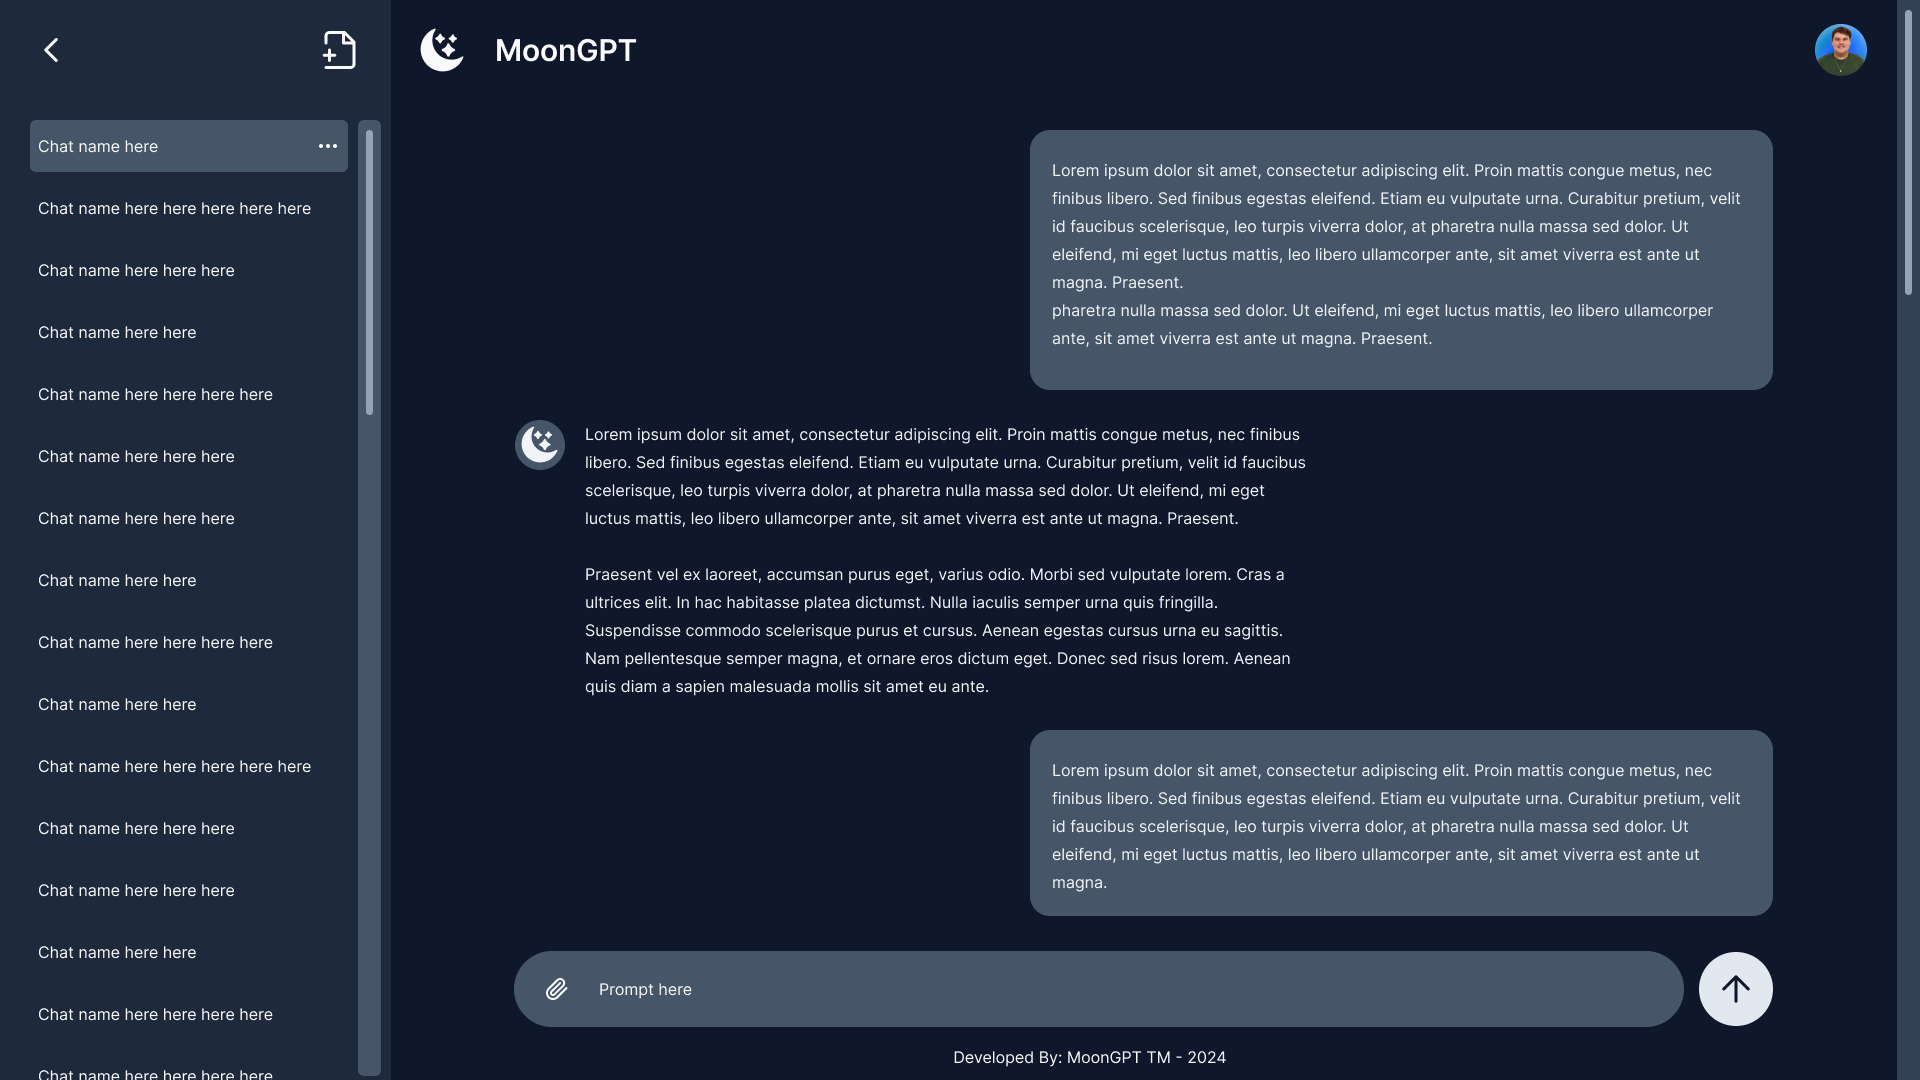 MoonGPT
Chat name here
Chat name here here here here here
Chat name here here here
Chat name here here
Chat name here here here here
Chat name here here here
Chat name here here here
Chat name here here
Chat name here here here here
Chat name here here
Chat name here here here here here
Chat name here here here
Chat name here here here
Chat name here here
Chat name here here here here
Chat name here here here here
Lorem ipsum dolor sit amet, consectetur adipiscing elit. Proin mattis congue metus, nec
finibus libero. Sed finibus egestas eleifend. Etiam eu vulputate urna. Curabitur pretium, velit
id faucibus scelerisque, leo turpis viverra dolor, at pharetra nulla massa sed dolor. Ut
eleifend, mi eget luctus mattis, leo libero ullamcorper ante, sit amet viverra est ante ut
magna. Praesent.
pharetra nulla massa sed dolor. Ut eleifend, mi eget luctus mattis, leo libero ullamcorper
ante, sit amet viverra est ante ut magna. Praesent.
Lorem ipsum dolor sit amet, consectetur adipiscing elit. Proin mattis congue metus, nec finibus
libero. Sed finibus egestas eleifend. Etiam eu vulputate urna. Curabitur pretium, velit id faucibus
scelerisque, leo turpis viverra dolor, at pharetra nulla massa sed dolor. Ut eleifend, mi eget
luctus mattis, leo libero ullamcorper ante, sit amet viverra est ante ut magna. Praesent.
Praesent vel ex laoreet, accumsan purus eget, varius odio. Morbi sed vulputate lorem. Cras a
ultrices elit. In hac habitasse platea dictumst. Nulla iaculis semper urna quis fringilla.
Suspendisse commodo scelerisque purus et cursus. Aenean egestas cursus urna eu sagittis.
Nam pellentesque semper magna, et ornare eros dictum eget. Donec sed risus lorem. Aenean
quis diam a sapien malesuada mollis sit amet eu ante.
Lorem ipsum dolor sit amet, consectetur adipiscing elit. Proin mattis congue metus, nec
finibus libero. Sed finibus egestas eleifend. Etiam eu vulputate urna. Curabitur pretium, velit
id faucibus scelerisque, leo turpis viverra dolor, at pharetra nulla massa sed dolor. Ut
eleifend, mi eget luctus mattis, leo libero ullamcorper ante, sit amet viverra est ante ut
magna.
Prompt here
Developed By: MoonGPT TM - 2024